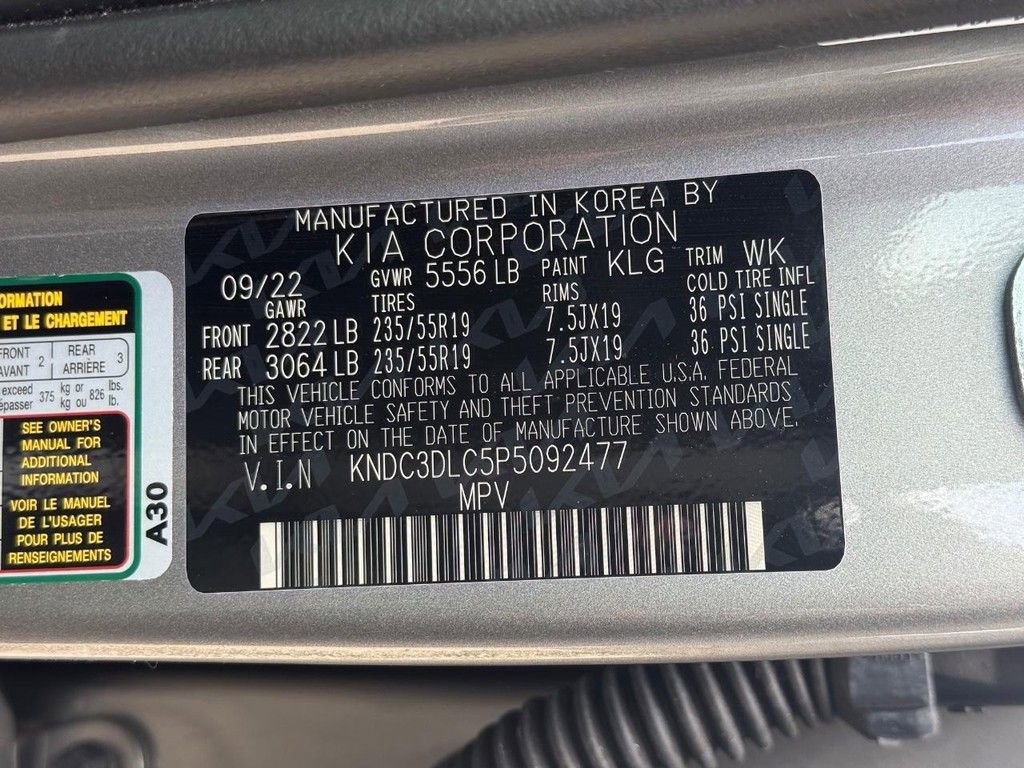 MANUFACTURED IN KOREA BY
KIA CORPORATION
09/22 GVWR 5556 LB PAINT KLG TRIM WK
GAWR TIRES RIMS COLD TIRE INFL
FRONT 2822 LB 235/55R19 7.5JX19 36 PSI SINGLE
REAR 3064 LB 235/55R19 7.5JX19 36 PSI SINGLE
THIS VEHICLE CONFORMS TO ALL APPLICABLE U.S.A. FEDERAL
MOTOR VEHICLE SAFETY AND THEFT PREVENTION STANDARDS
IN EFFECT ON THE DATE OF MANUFACTURE SHOWN ABOVE.
V.I.N KNDC3DLC5P5092477
MPV
ET LE CHARGEMENT
FRONT 2 REAR 3
AVANT ARRIÈRE
exceed 375 kg or 826 lbs.
kg ou lb.
SEE OWNER'S
MANUAL FOR
ADDITIONAL
INFORMATION
VOIR LE MANUEL
DE L'USAGER
POUR PLUS DE
RENSEIGNEMENTS
A30